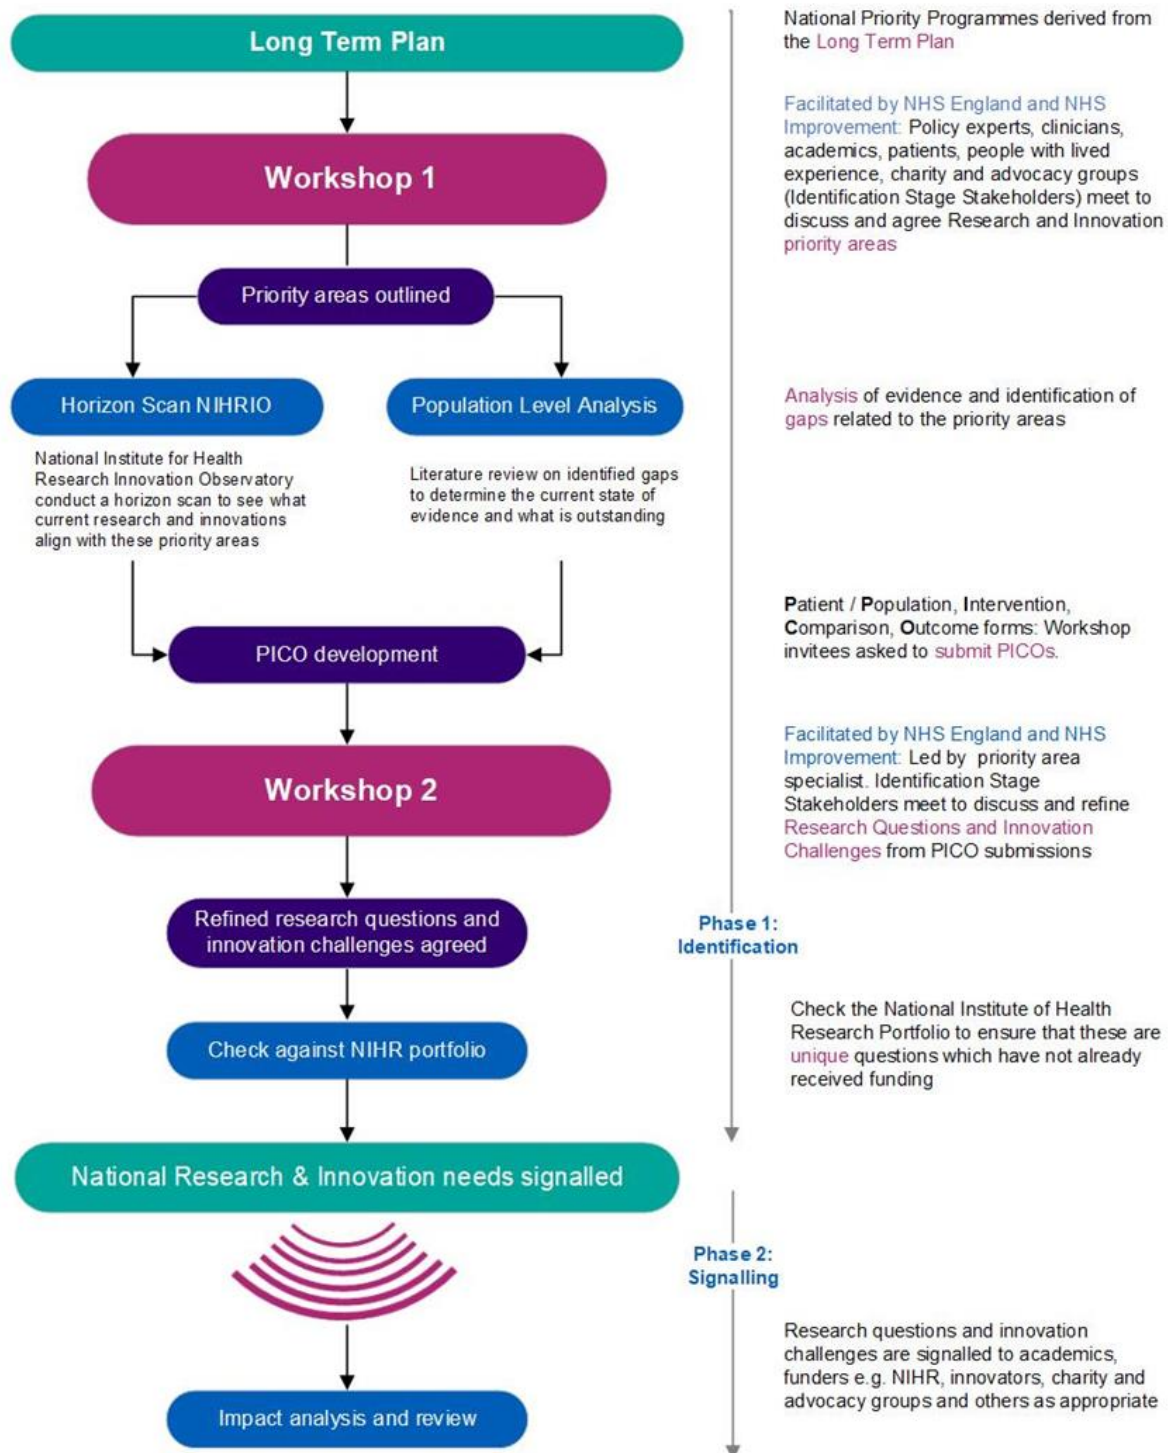 Long Term Plan
National Priority Programmes derived from
the Long Term Plan
Workshop 1
Facilitated by NHS England and NHS
Improvement: Policy experts, clinicians,
academics, patients, people with lived
experience, charity and advocacy groups
(Identification Stage Stakeholders) meet to
discuss and agree Research and Innovation
priority areas
Priority areas outlined
Horizon Scan NIHRIO
National Institute for Health
Research Innovation Observatory
conduct a horizon scan to see what
current research and innovations
align with these priority areas
Population Level Analysis
Literature review on identified gaps
to determine the current state of
evidence and what is outstanding
Analysis of evidence and identification of
gaps related to the priority areas
PICO development
Patient / Population, Intervention,
Comparison, Outcome forms: Workshop
invitees asked to submit PICOs.
Workshop 2
Facilitated by NHS England and NHS
Improvement: Led by priority area
specialist. Identification Stage
Stakeholders meet to discuss and refine
Research Questions and Innovation
Challenges from PICO submissions
Refined research questions and
innovation challenges agreed
Phase 1:
Identification
Check against NIHR portfolio
Check the National Institute of Health
Research Portfolio to ensure that these are
unique questions which have not already
received funding
National Research & Innovation needs signalled
Phase 2:
Signalling
Research questions and innovation
challenges are signalled to academics,
funders e.g. NIHR, innovators, charity and
advocacy groups and others as appropriate
Impact analysis and review